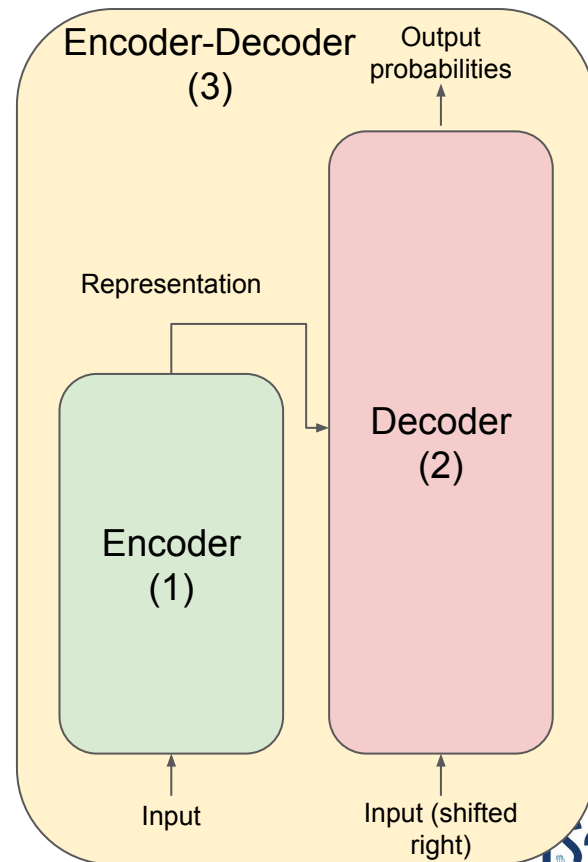 Encoder-Decoder
(3)
Output
probabilities
Representation
Decoder
(2)
Encoder
(1)
Input
Input (shifted
right)